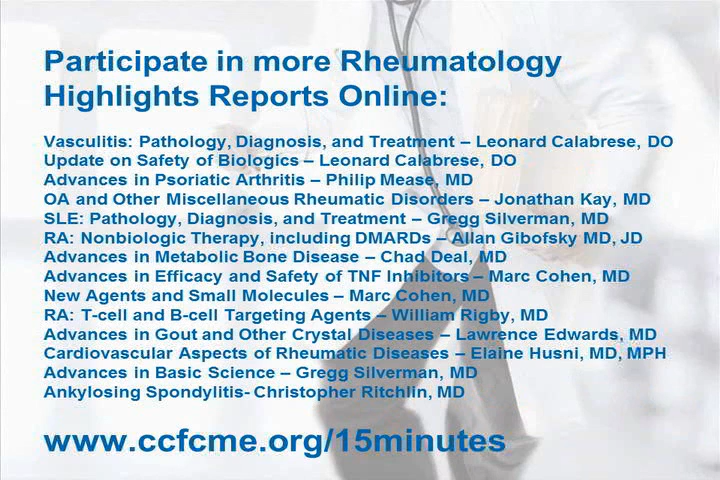 Participate in more Rheumatology
Highlights Reports Online:
Vasculitis: Pathology, Diagnosis, and Treatment – Leonard Calabrese, DO
Update on Safety of Biologics – Leonard Calabrese, DO
Advances in Psoriatic Arthritis – Philip Mease, MD
OA and Other Miscellaneous Rheumatic Disorders – Jonathan Kay, MD
SLE: Pathology, Diagnosis, and Treatment – Gregg Silverman, MD
RA: Nonbiologic Therapy, including DMARDs – Allan Gibofsky MD, JD
Advances in Metabolic Bone Disease – Chad Deal, MD
Advances in Efficacy and Safety of TNF Inhibitors – Marc Cohen, MD
New Agents and Small Molecules – Marc Cohen, MD
RA: T-cell and B-cell Targeting Agents – William Rigby, MD
Advances in Gout and Other Crystal Diseases – Lawrence Edwards, MD
Cardiovascular Aspects of Rheumatic Diseases – Elaine Husni, MD, MPH
Advances in Basic Science – Gregg Silverman, MD
Ankylosing Spondylitis- Christopher Ritchlin, MD
www.ccfcme.org/15minutes